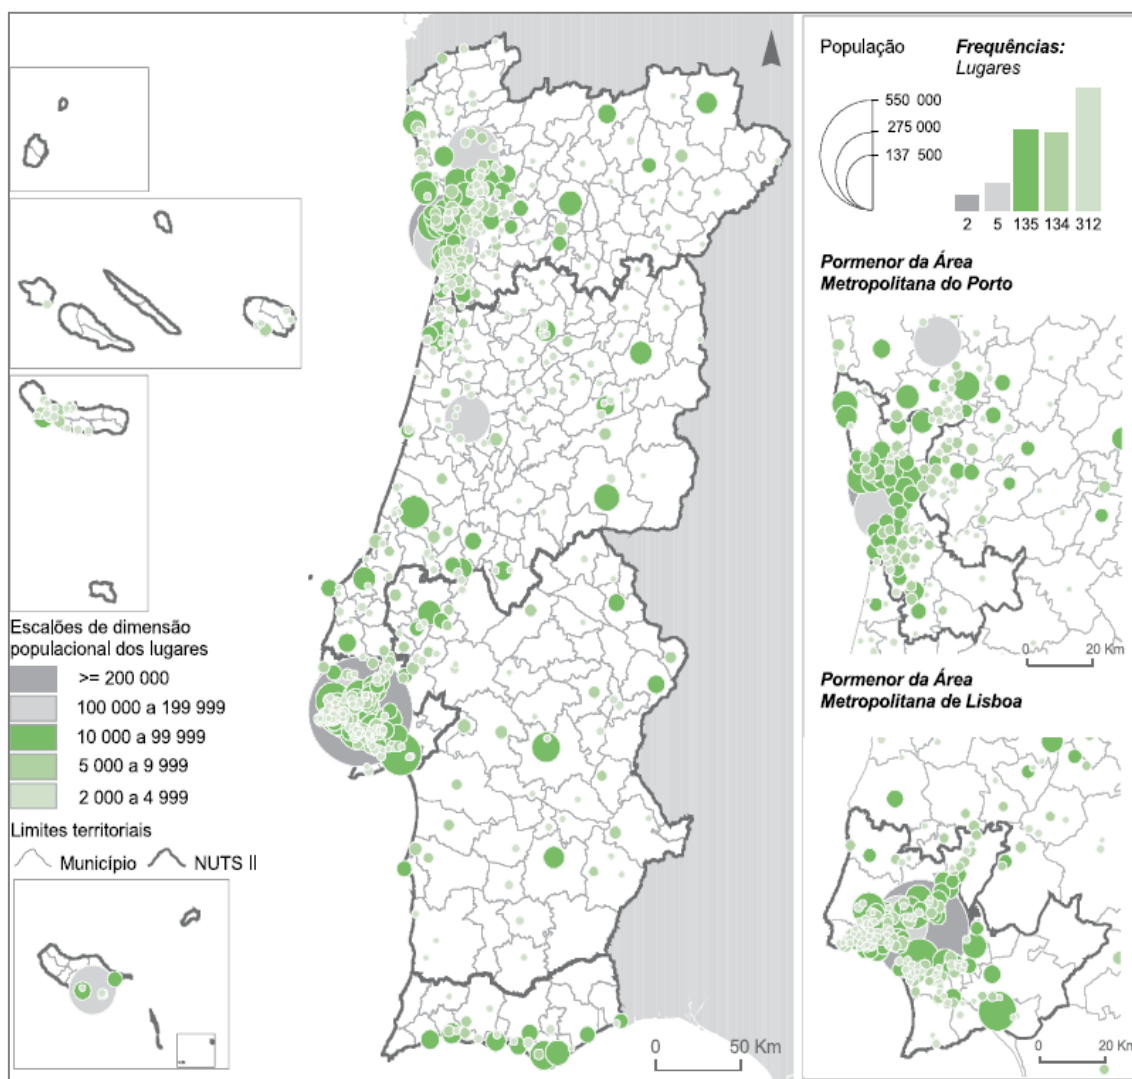 População
Frequências:
Lugares
550 000
275 000
137 500
2 5 135 134 312
Pormenor da Área
Metropolitana do Porto
0 20 Km
Pormenor da Área
Metropolitana de Lisboa
0 20 Km
Escalões de dimensão
populacional dos lugares
>= 200 000
100 000 a 199 999
10 000 a 99 999
5 000 a 9 999
2 000 a 4 999
Limites territoriais
Município NUTS II
0 50 Km